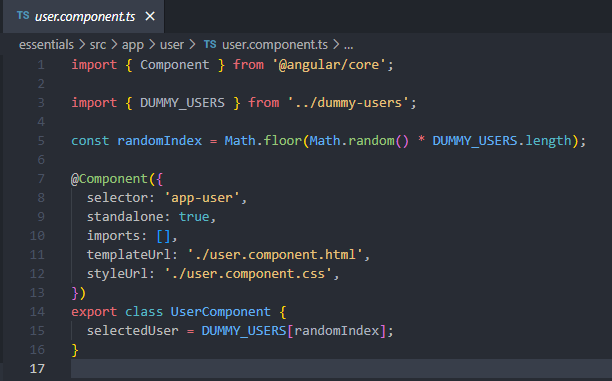 TS user.component.ts ×
essentials > src > app > user > TS user.component.ts > ...
1 import { Component } from '@angular/core';
2
3 import { DUMMY_USERS } from '../dummy-users';
4
5 const randomIndex = Math.floor(Math.random() * DUMMY_USERS.length);
6
7 @Component({
8   selector: 'app-user',
9   standalone: true,
10   imports: [],
11   templateUrl: './user.component.html',
12   styleUrl: './user.component.css',
13 })
14 export class UserComponent {
15   selectedUser = DUMMY_USERS[randomIndex];
16 }
17